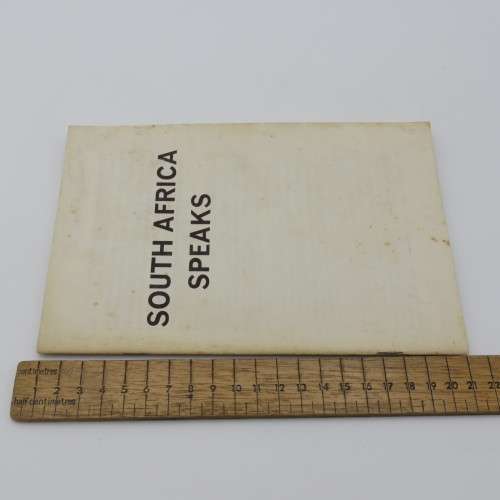 SOUTH AFRICA
SPEAKS
centimetres
1 2 3 4 5 6 7 8 9 10 11 12 13 14 15 16 17 18 19 20 21 22
half-centimetres